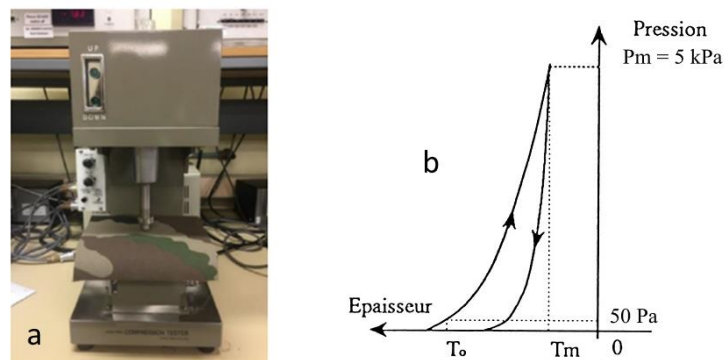 UP
DOWN
COMPRESSION TESTER
a
b
Pression
Pm = 5 kPa
Epaisseur
50 Pa
To
Tm
0